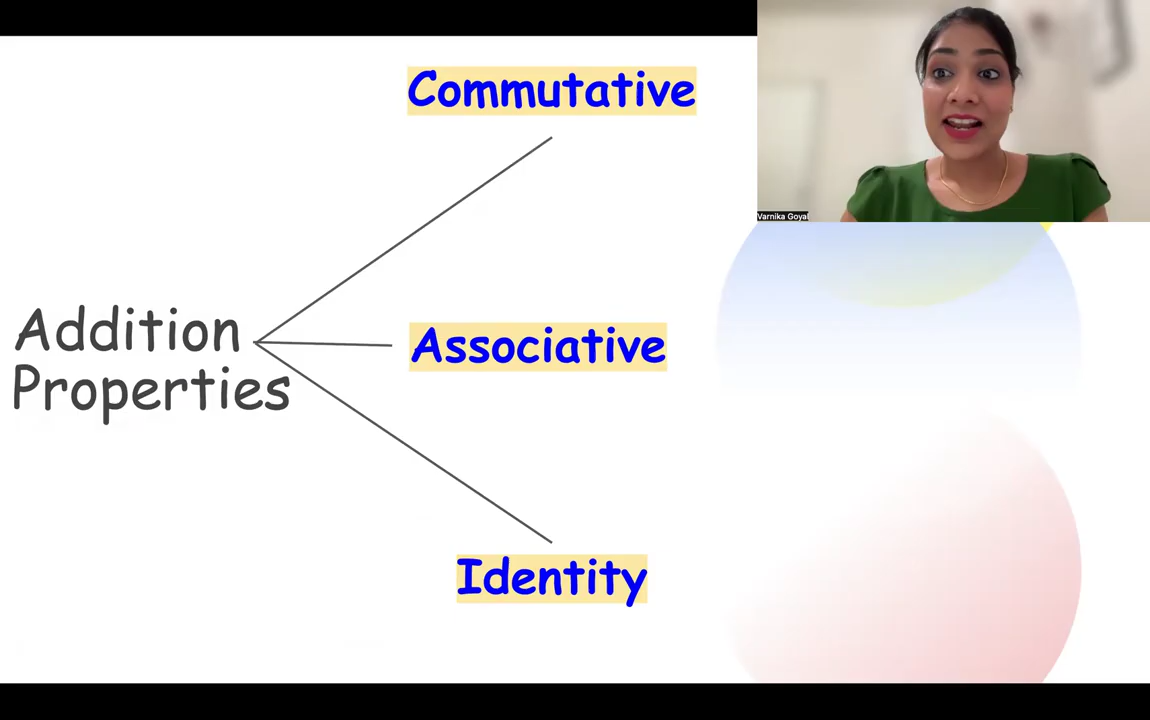 Commutative
Varnika Goyal
Addition
Properties
Associative
Identity